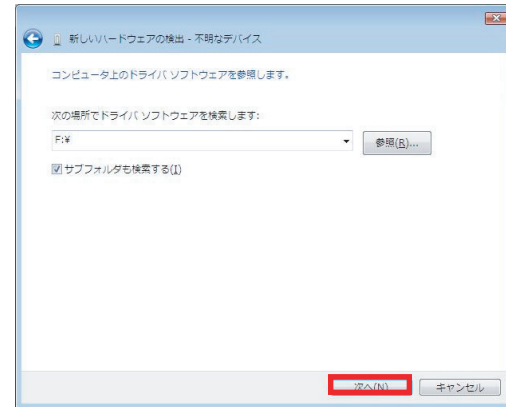 新しいハードウェアの検出 - 不明なデバイス
コンピュータ上のドライバ ソフトウェアを参照します。
次の場所でドライバ ソフトウェアを検索します:
F:¥
参照(R)...
サブフォルダも検索する(I)
次へ(N)
キャンセル